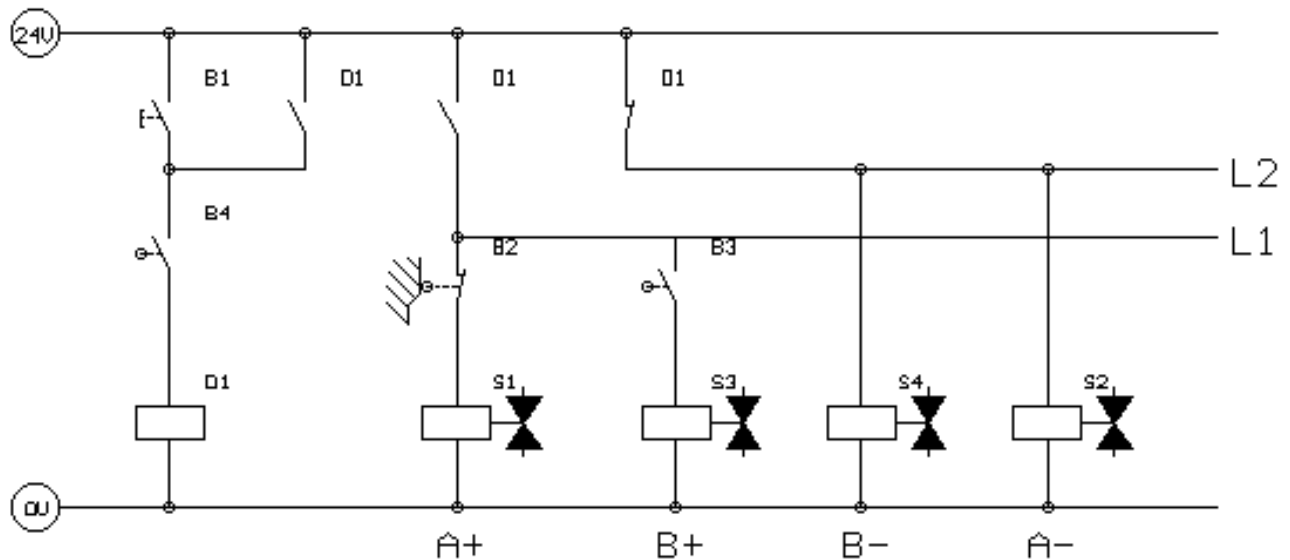 24V
B1 D1 D1 D1
L2
B4
L1
B2 B3
D1 S1 S3 S4 S2
0V
A+ B+ B- A-